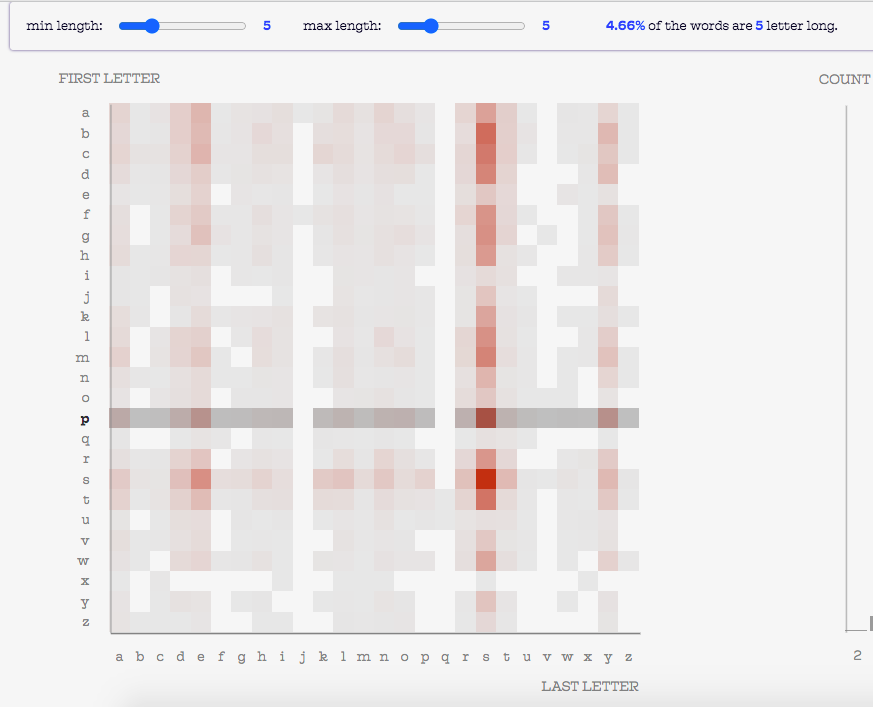 min length: 5 max length: 5 4.66% of the words are 5 letter long.
FIRST LETTER
COUNT
a
b
c
d
e
f
g
h
i
j
k
l
m
n
o
p
q
r
s
t
u
v
w
x
y
z
a b c d e f g h i j k l m n o p q r s t u v w x y z
2
LAST LETTER